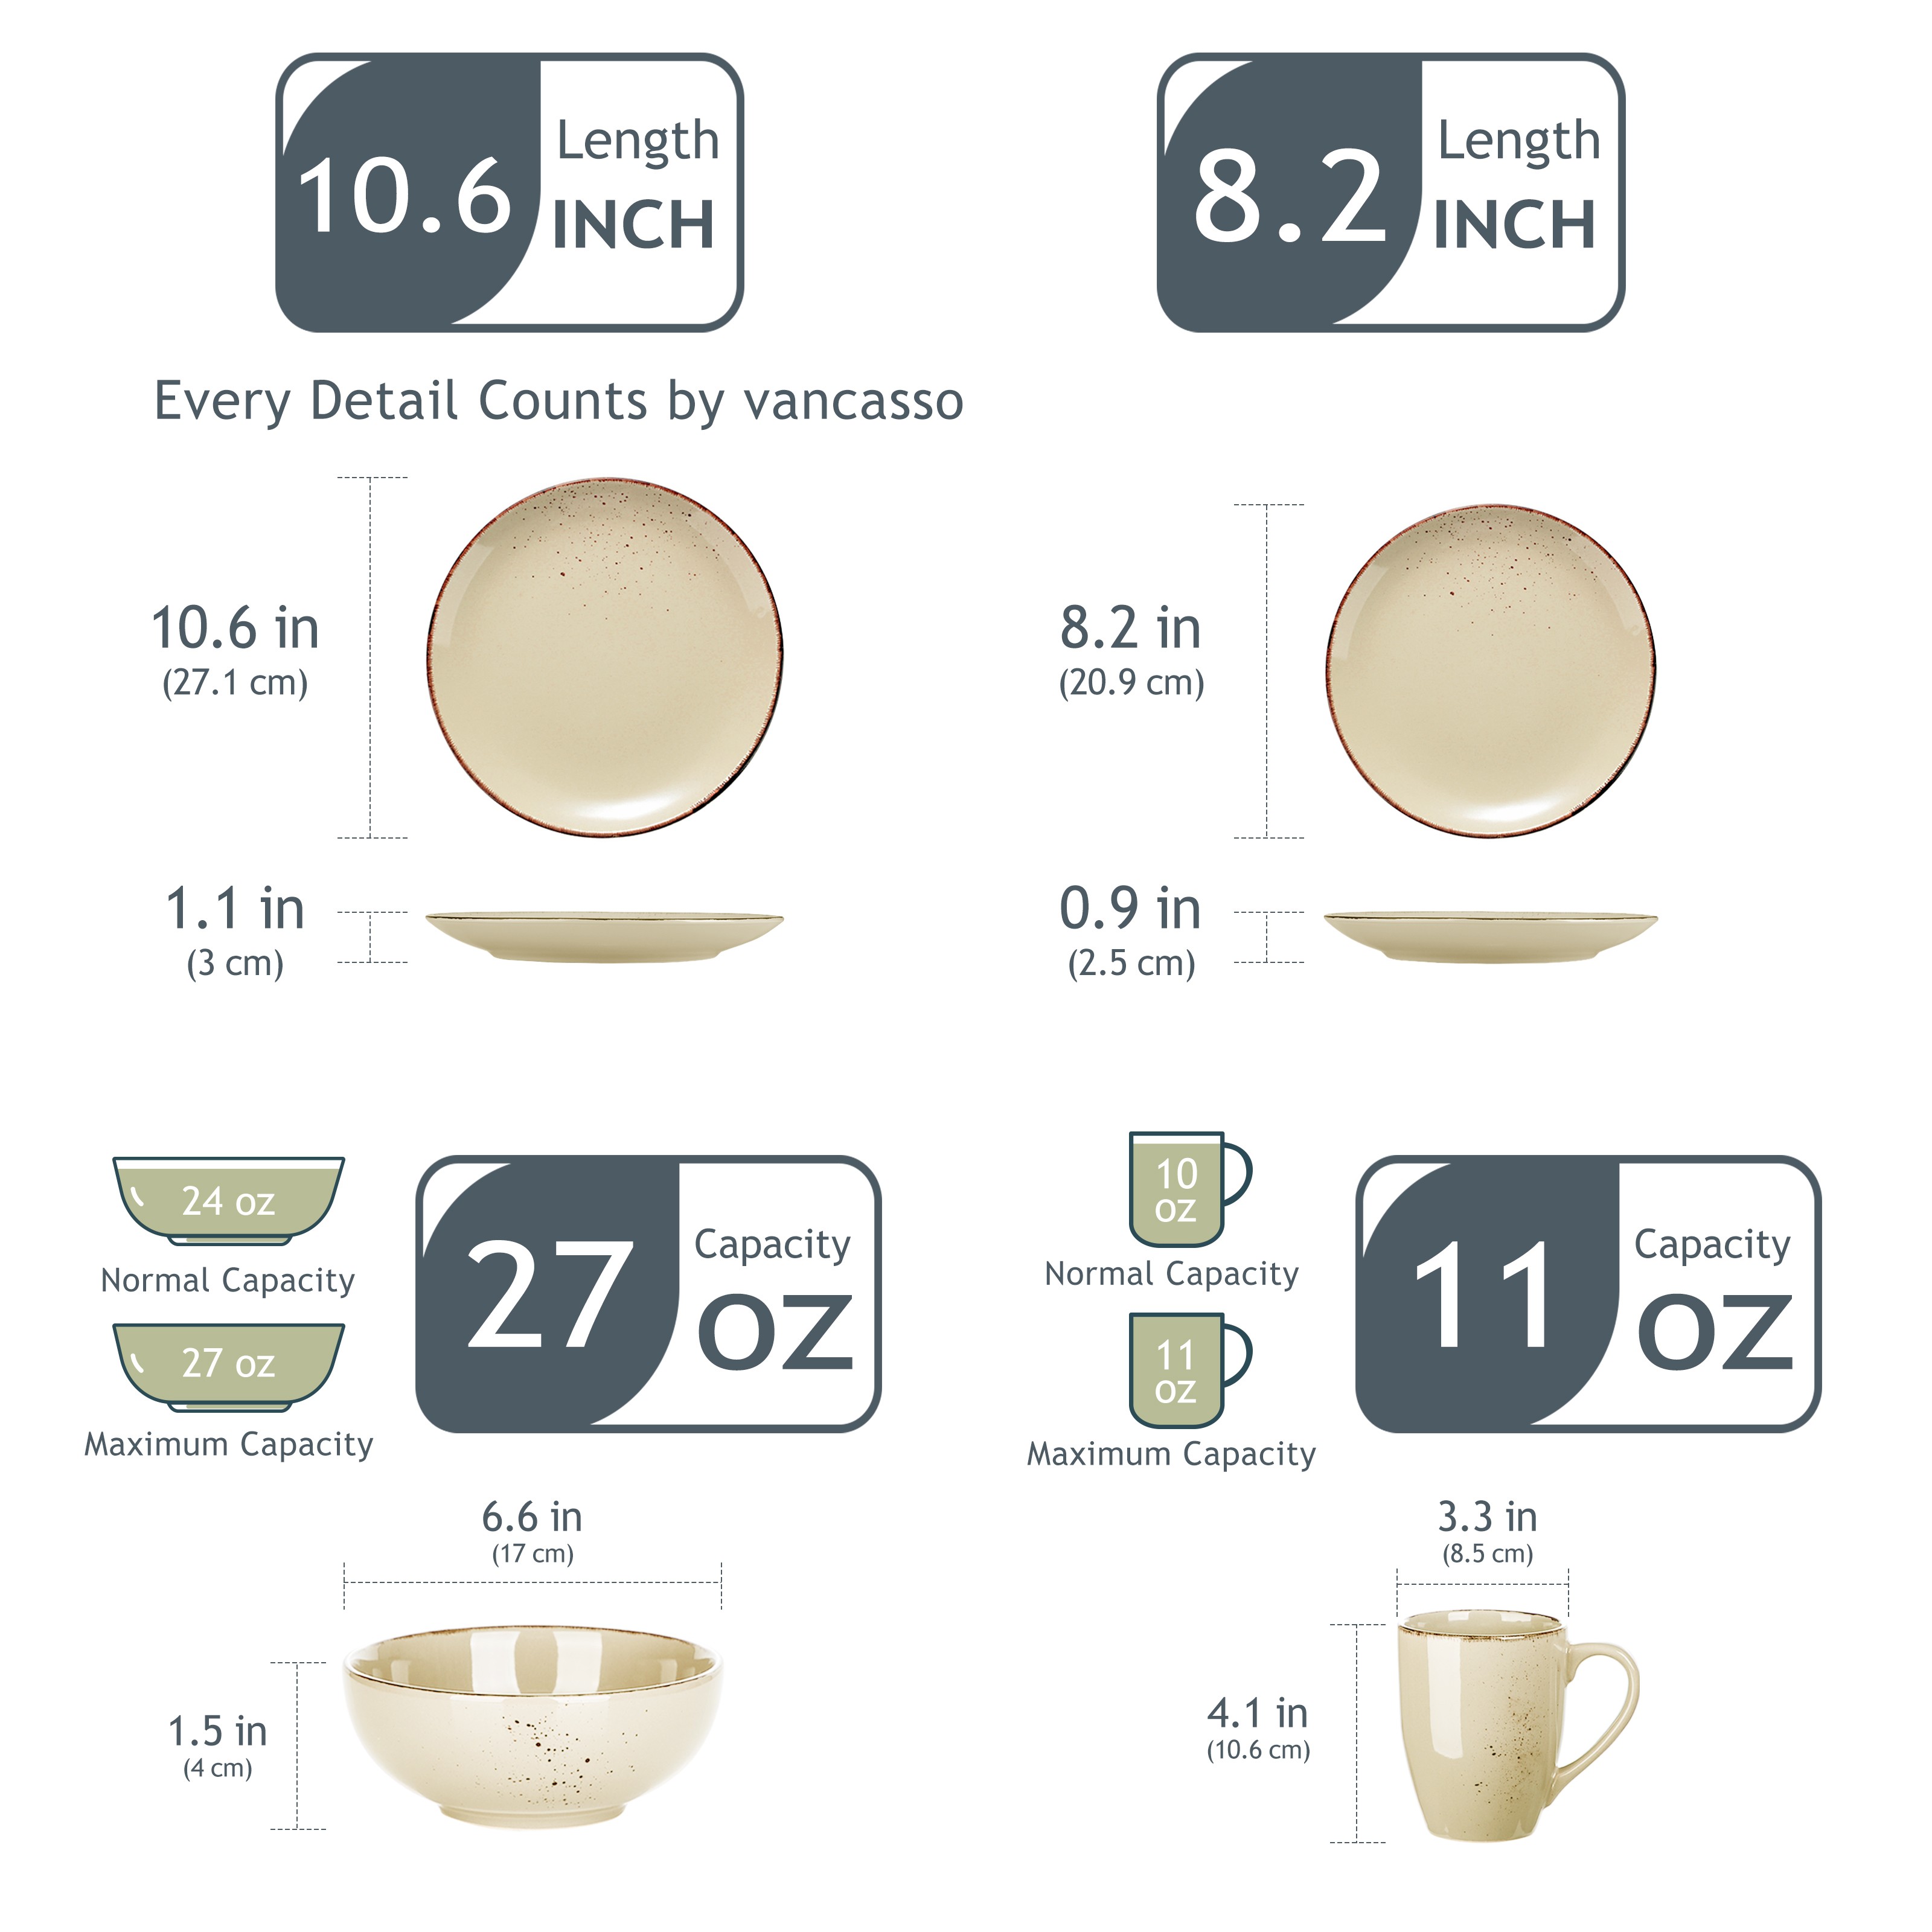 10.6
Length
INCH
8.2
Length
INCH
Every Detail Counts by vancasso
10.6 in
(27.1 cm)
8.2 in
(20.9 cm)
1.1 in
(3 cm)
0.9 in
(2.5 cm)
24 oz
Normal Capacity
27 oz
Maximum Capacity
27
Capacity
OZ
10
oz
Normal Capacity
11
oz
Maximum Capacity
11
Capacity
OZ
6.6 in
(17 cm)
1.5 in
(4 cm)
3.3 in
(8.5 cm)
4.1 in
(10.6 cm)